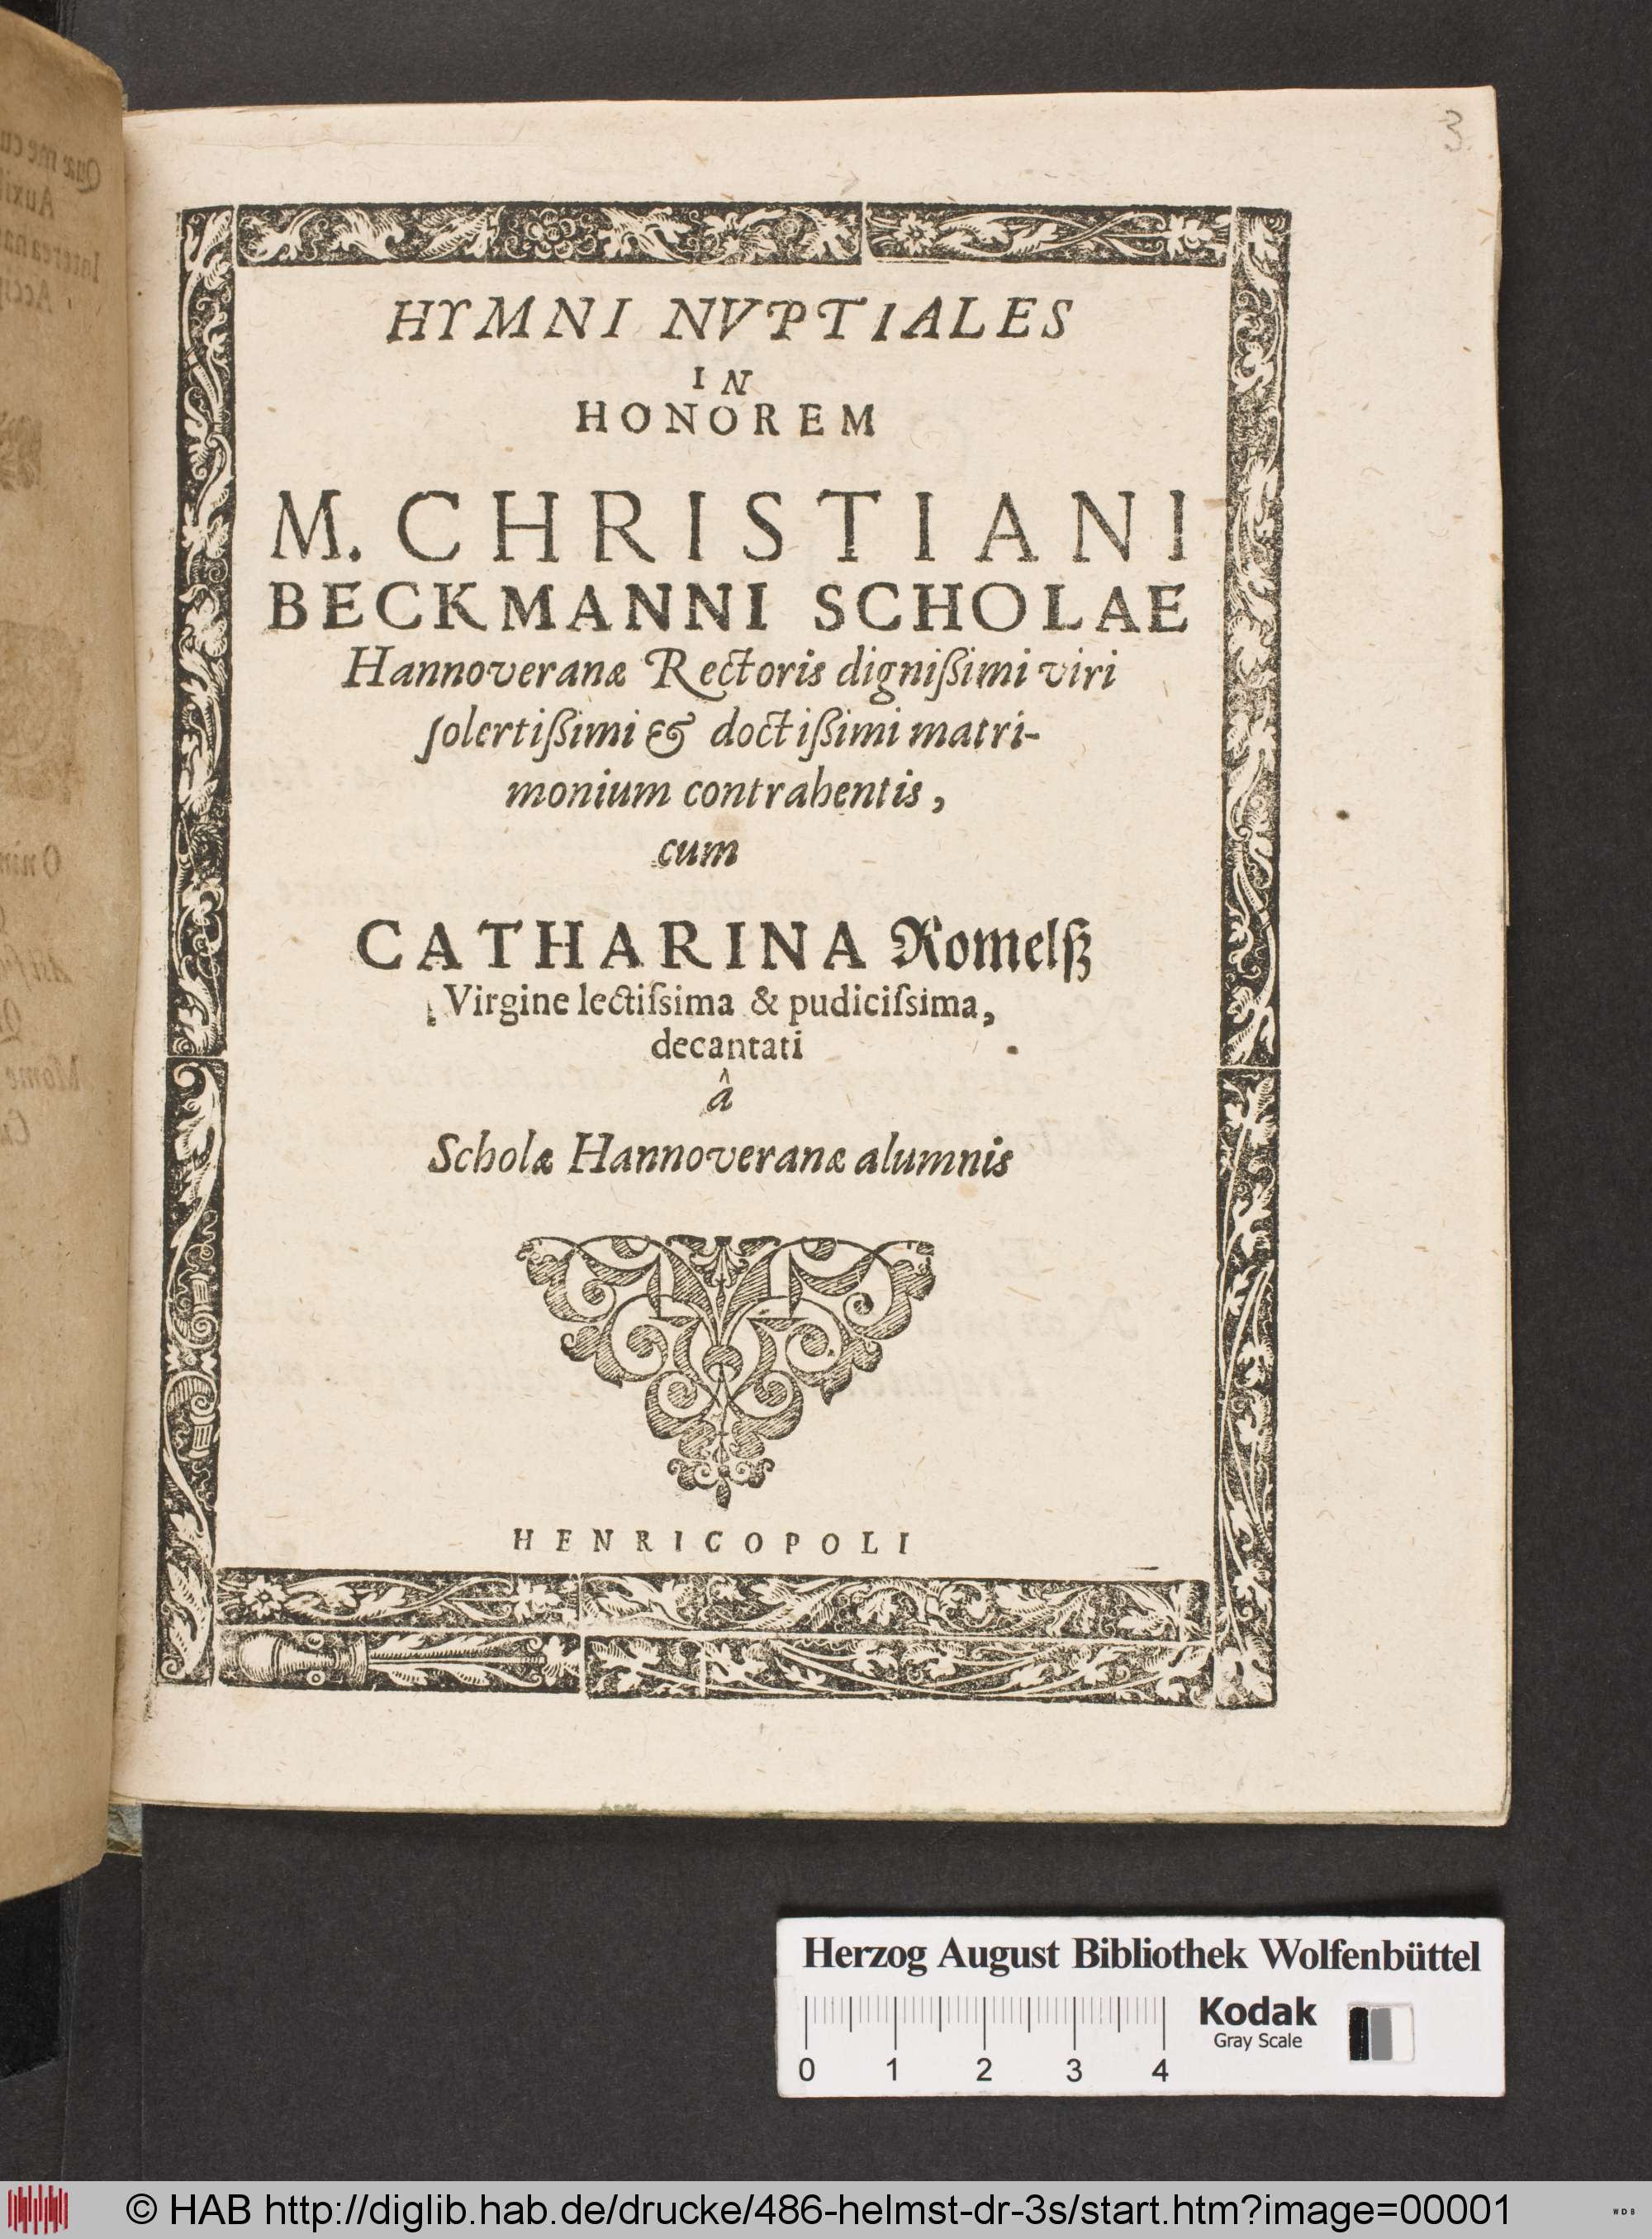 3.
HYMNI NVPTIALES
IN
HONOREM
M. CHRISTIANI
BECKMANNI SCHOLAE
Hannoveranæ Rectoris dignißimi viri
ſolertißimi & doctißimi matri-
monium contrahentis,
cum
CATHARINA Romelß
Virgine lectiſsima & pudiciſsima,
decantati
â
Scholæ Hannoveranæ alumnis
HENRICOPOLI
Herzog August Bibliothek Wolfenbüttel
Kodak
Gray Scale
0 1 2 3 4
© HAB http://diglib.hab.de/drucke/486-helmst-dr-3s/start.htm?image=00001
WDB